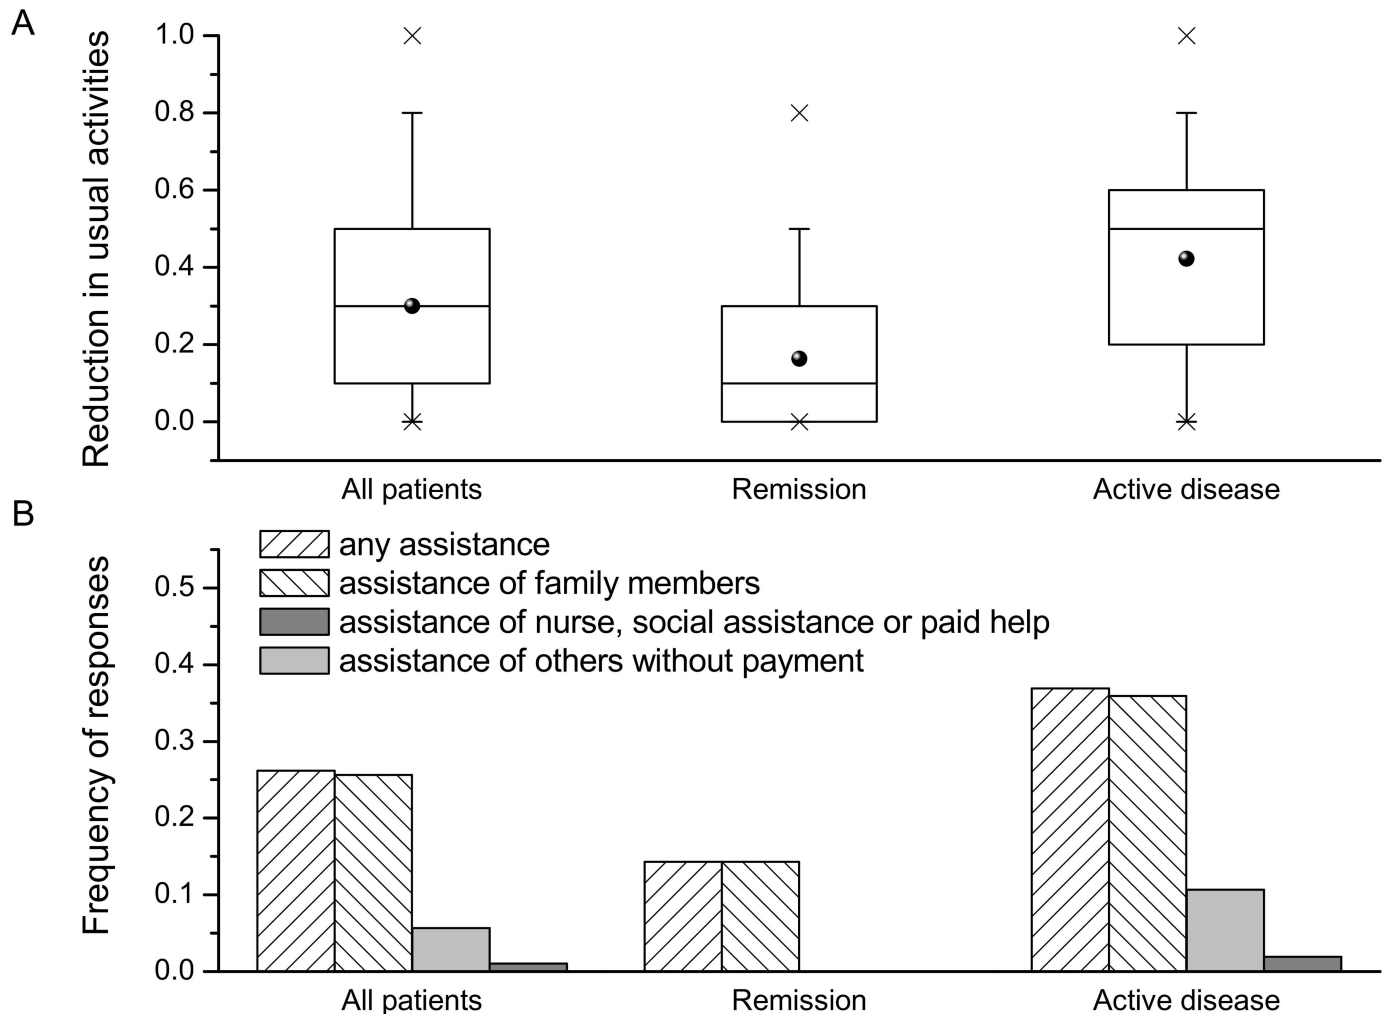 A
Reduction in usual activities
1.0
0.8
0.6
0.4
0.2
0.0
All patients
Remission
Active disease
B
Frequency of responses
any assistance
assistance of family members
assistance of nurse, social assistance or paid help
assistance of others without payment
0.5
0.4
0.3
0.2
0.1
0.0
All patients
Remission
Active disease